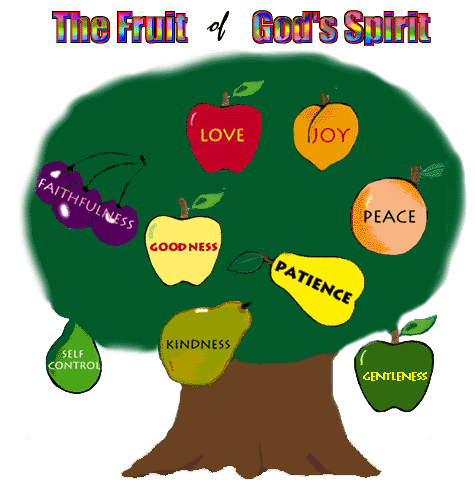 The Fruit of God's Spirit
LOVE
JOY
FAITHFULNESS
PEACE
GOODNESS
PATIENCE
KINDNESS
SELF
CONTROL
GENTLENESS